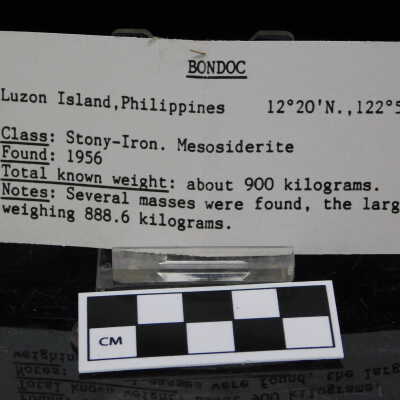 BONDOC
Luzon Island,Philippines 12°20'N.,122°5
Class: Stony-Iron. Mesosiderite
Found: 1956
Total known weight: about 900 kilograms.
Notes: Several masses were found, the larg
weighing 888.6 kilograms.
CM